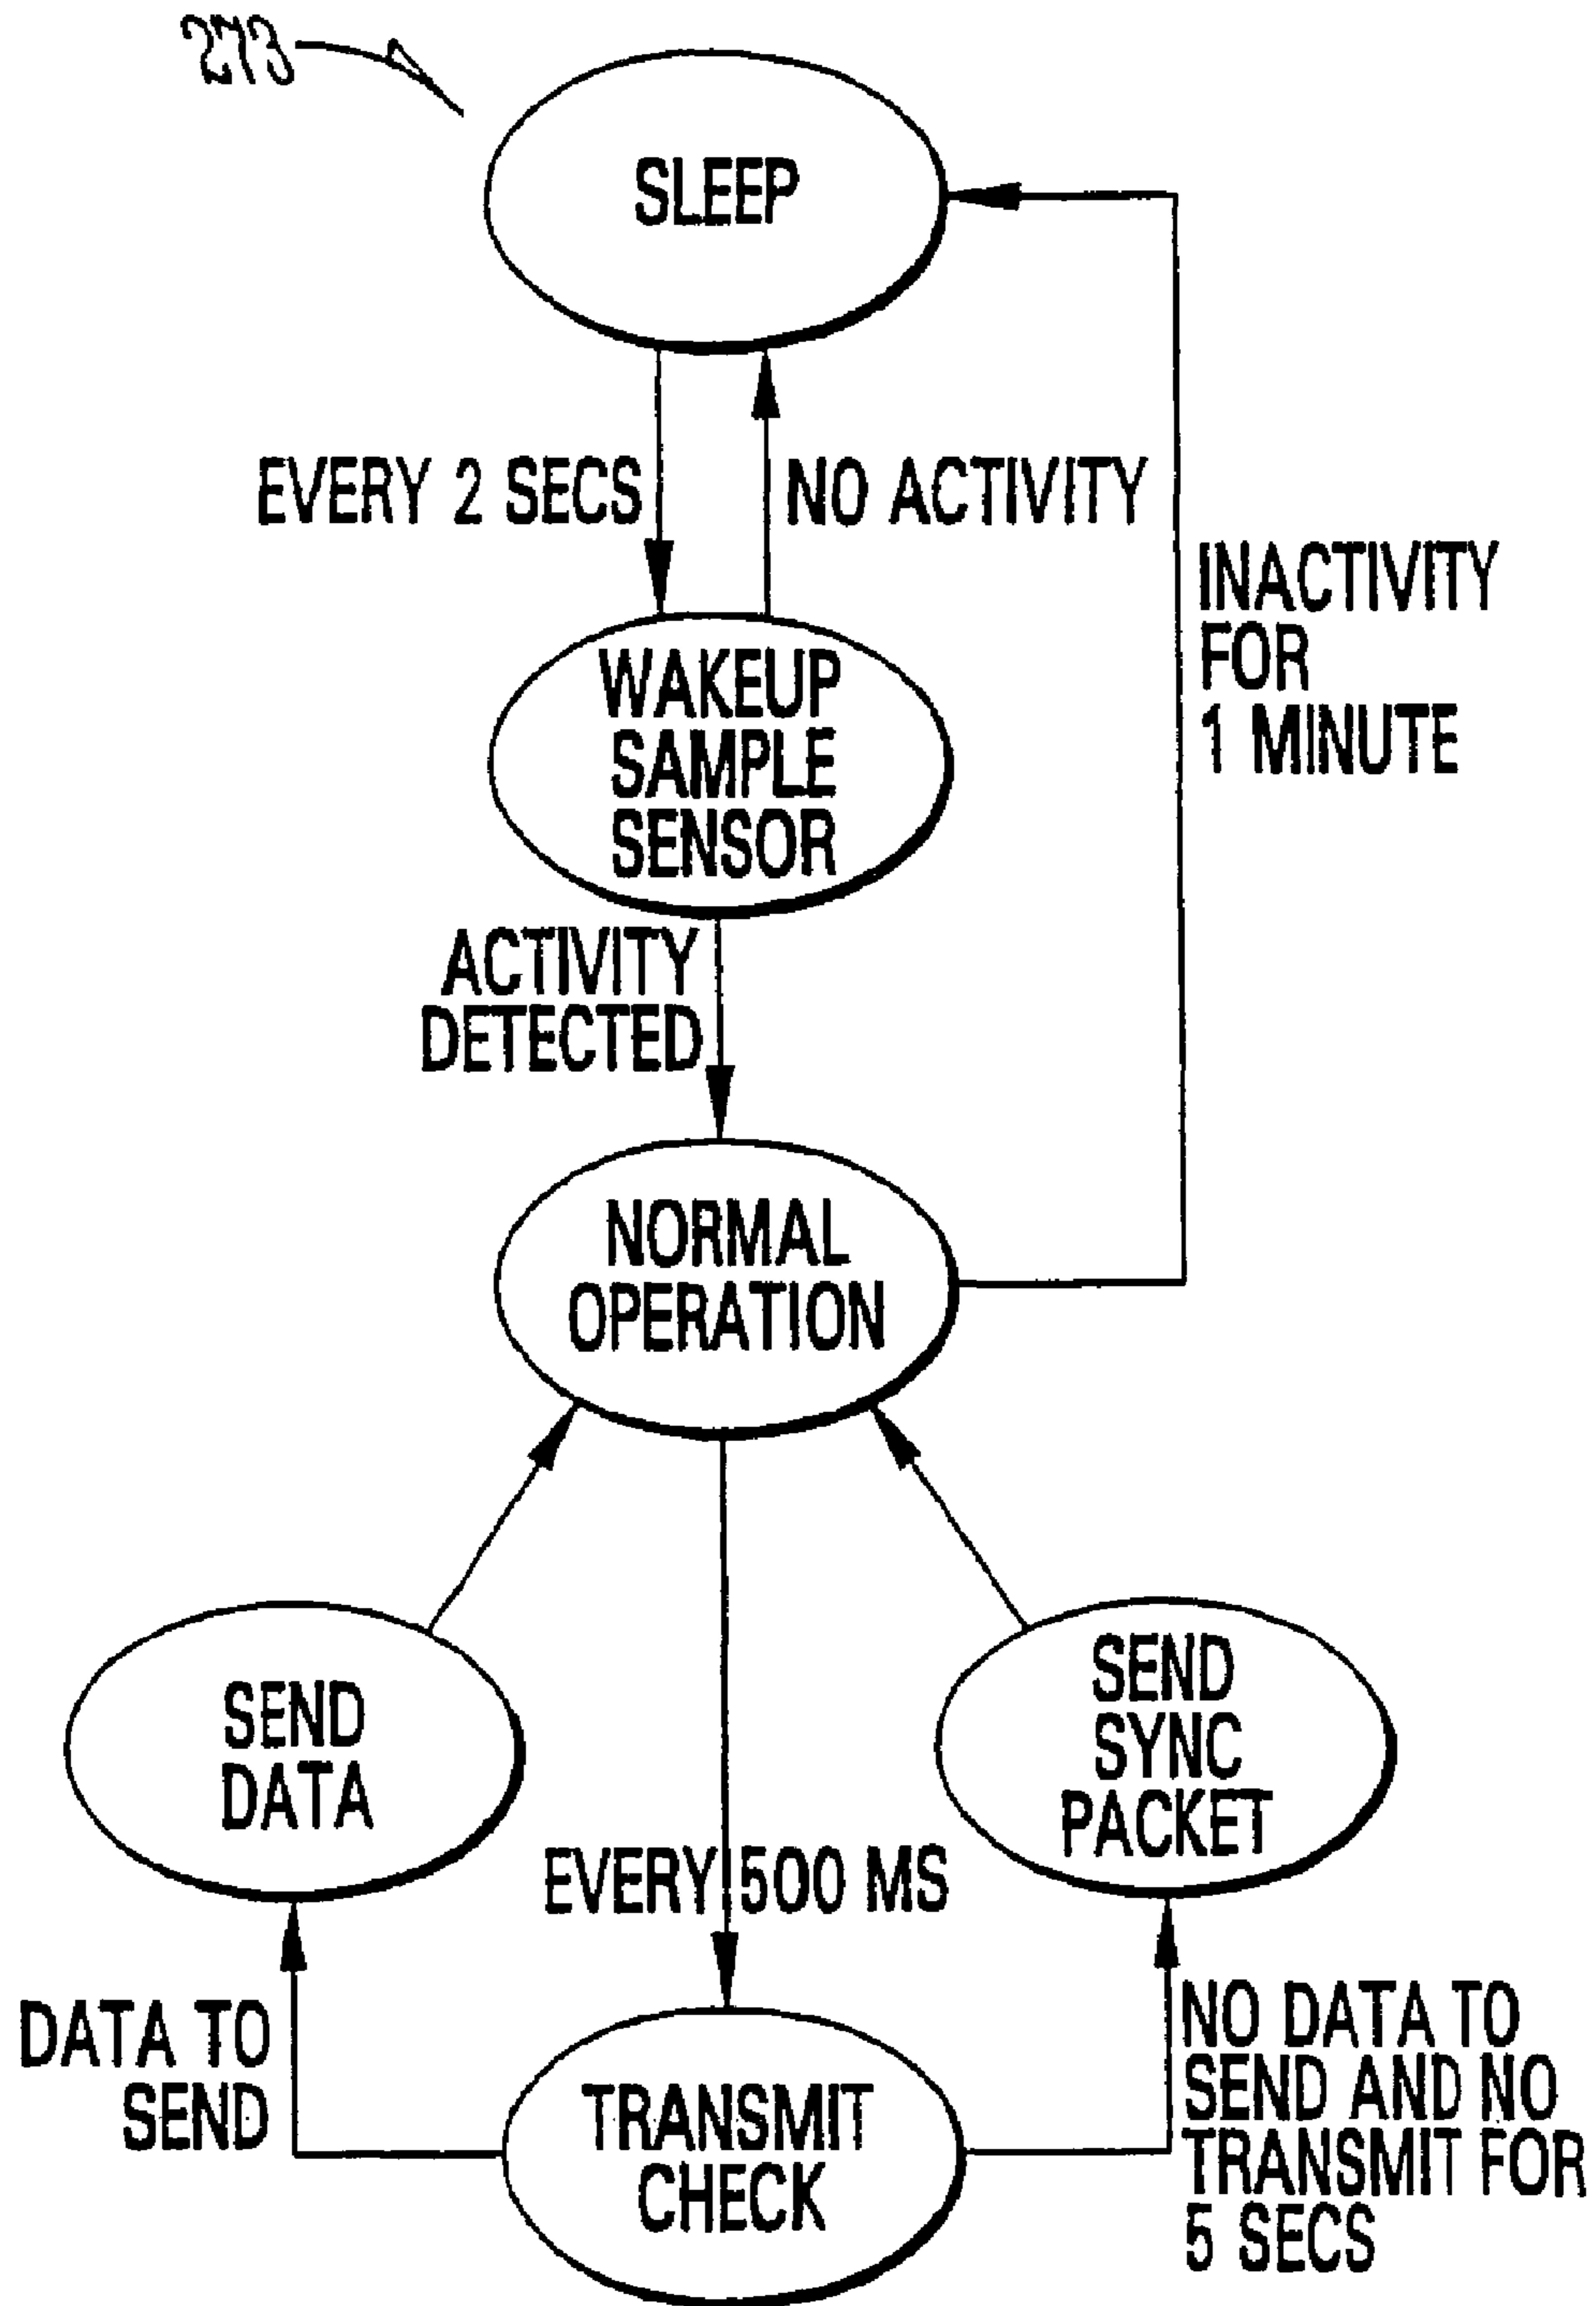 273
SLEEP
EVERY 2 SECS
NO ACTIVITY
INACTIVITY
FOR
1 MINUTE
WAKEUP
SAMPLE
SENSOR
ACTIVITY
DETECTED
NORMAL
OPERATION
SEND
DATA
SEND
SYNC
PACKET
EVERY 500 MS
DATA TO
SEND
NO DATA TO
SEND AND NO
TRANSMIT FOR
5 SECS
TRANSMIT
CHECK